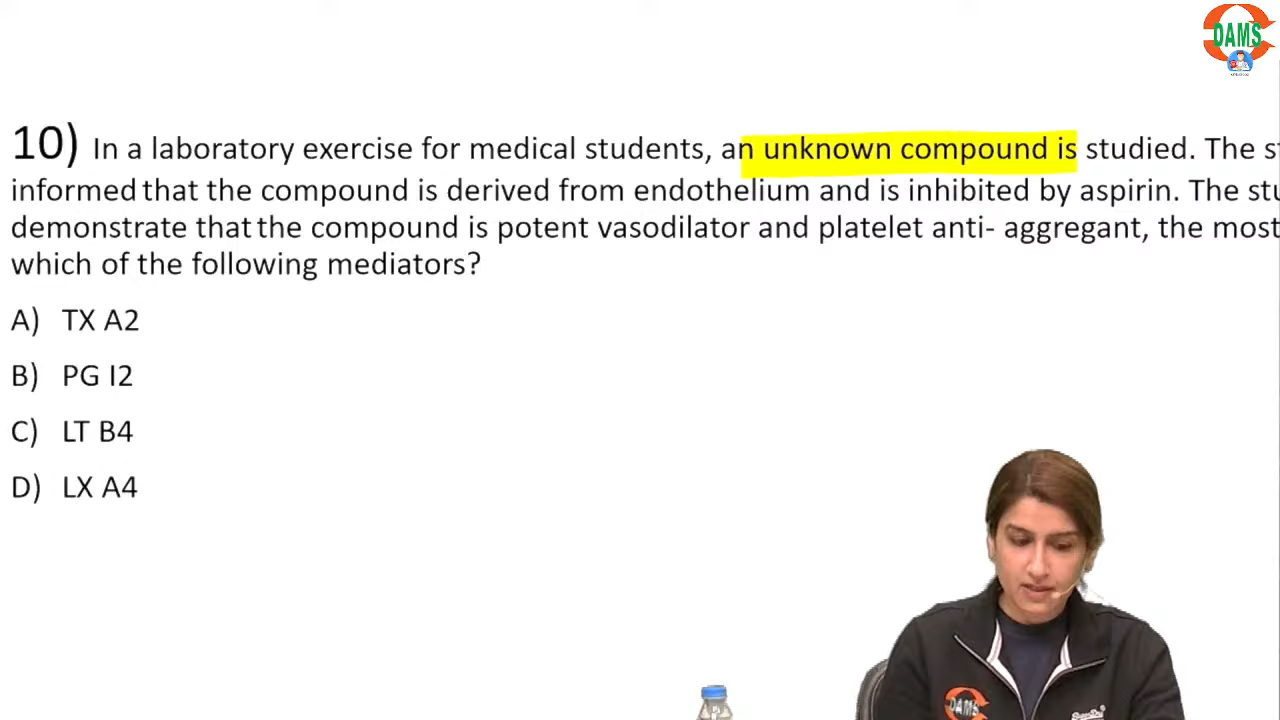 DAMS
10) In a laboratory exercise for medical students, an unknown compound is studied. The
informed that the compound is derived from endothelium and is inhibited by aspirin. The
demonstrate that the compound is potent vasodilator and platelet anti- aggregant, the most
which of the following mediators?
A) TX A2
B) PG I2
C) LT B4
D) LX A4
DAMS